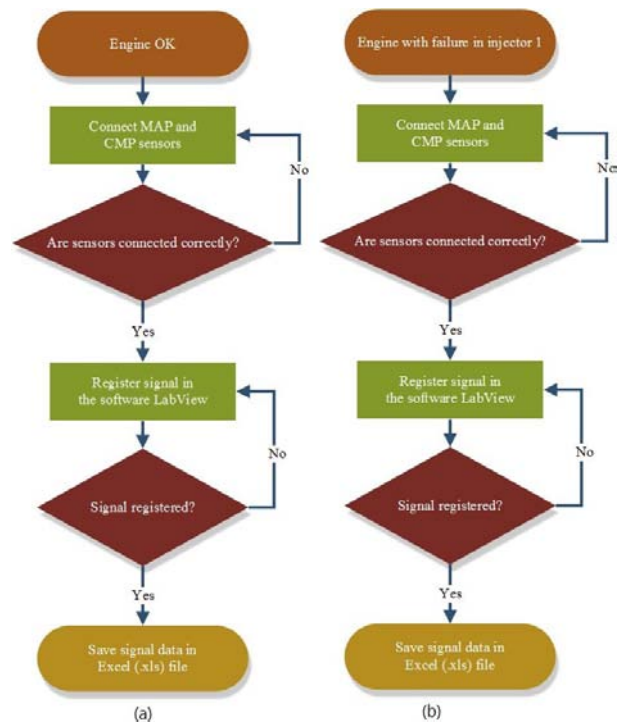 Engine OK
Connect MAP and
CMP sensors
No
Are sensors connected correctly?
Yes
Register signal in
the software LabView
No
Signal registered?
Yes
Save signal data in
Excel (.xls) file
(a)
Engine with failure in injector 1
Connect MAP and
CMP sensors
No
Are sensors connected correctly?
Yes
Register signal in
the software LabView
No
Signal registered?
Yes
Save signal data in
Excel (.xls) file
(b)